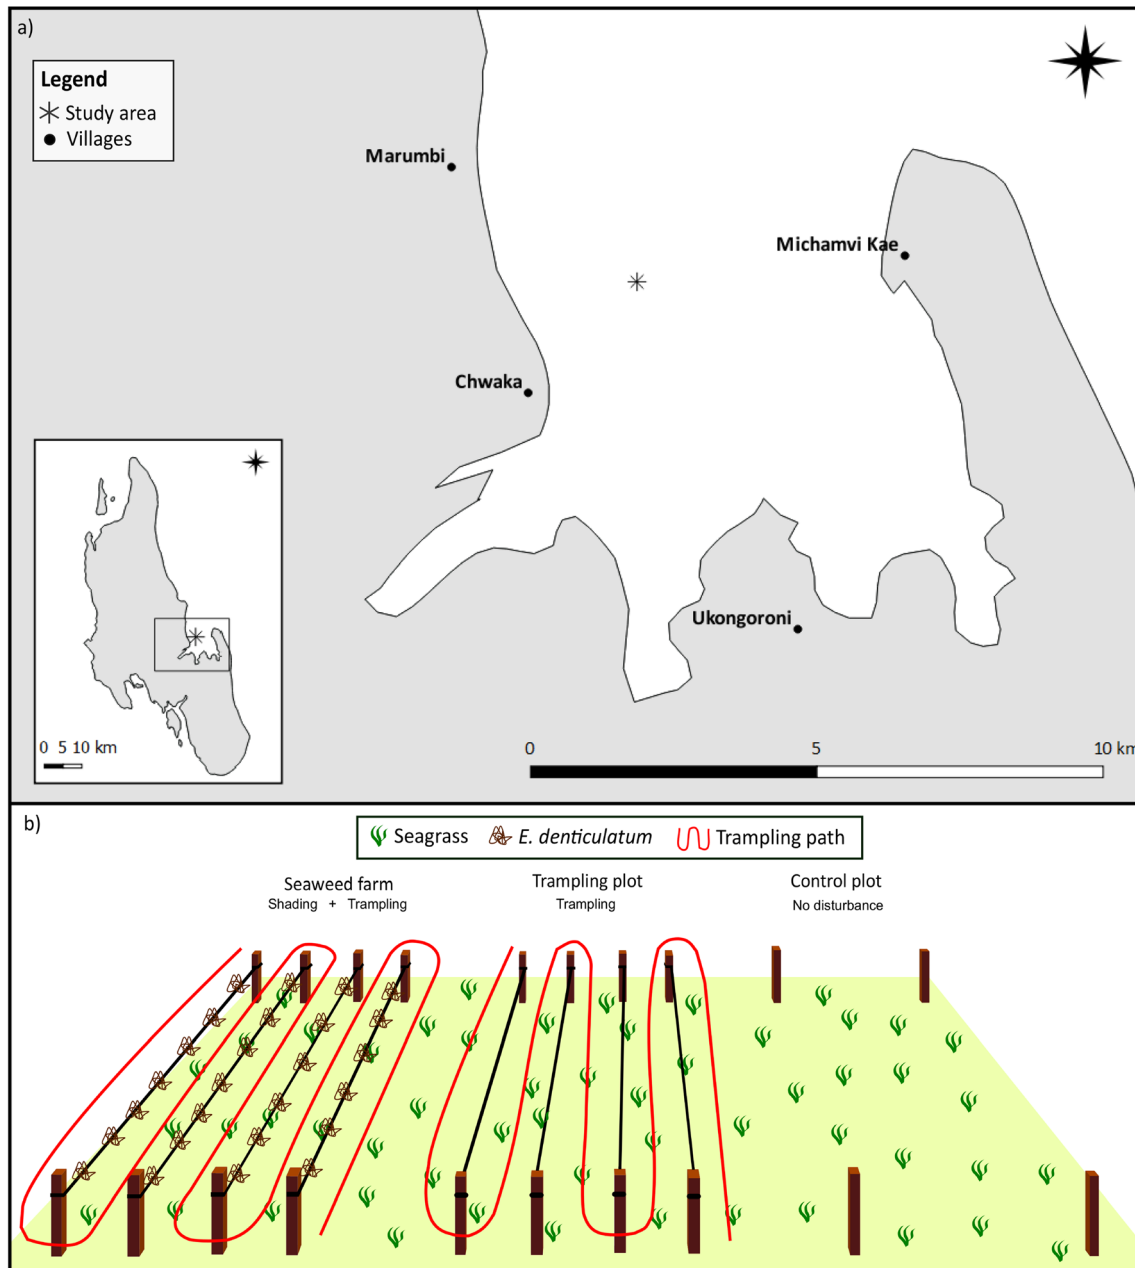 a)
Legend
Study area
Villages
Marumbi
Michamvi Kae
Chwaka
Ukongoroni
0 5 10 km
0 5 10 km
b)
Seagrass E. denticulatum Trampling path
Seaweed farm Trampling plot Control plot
Shading + Trampling Trampling No disturbance